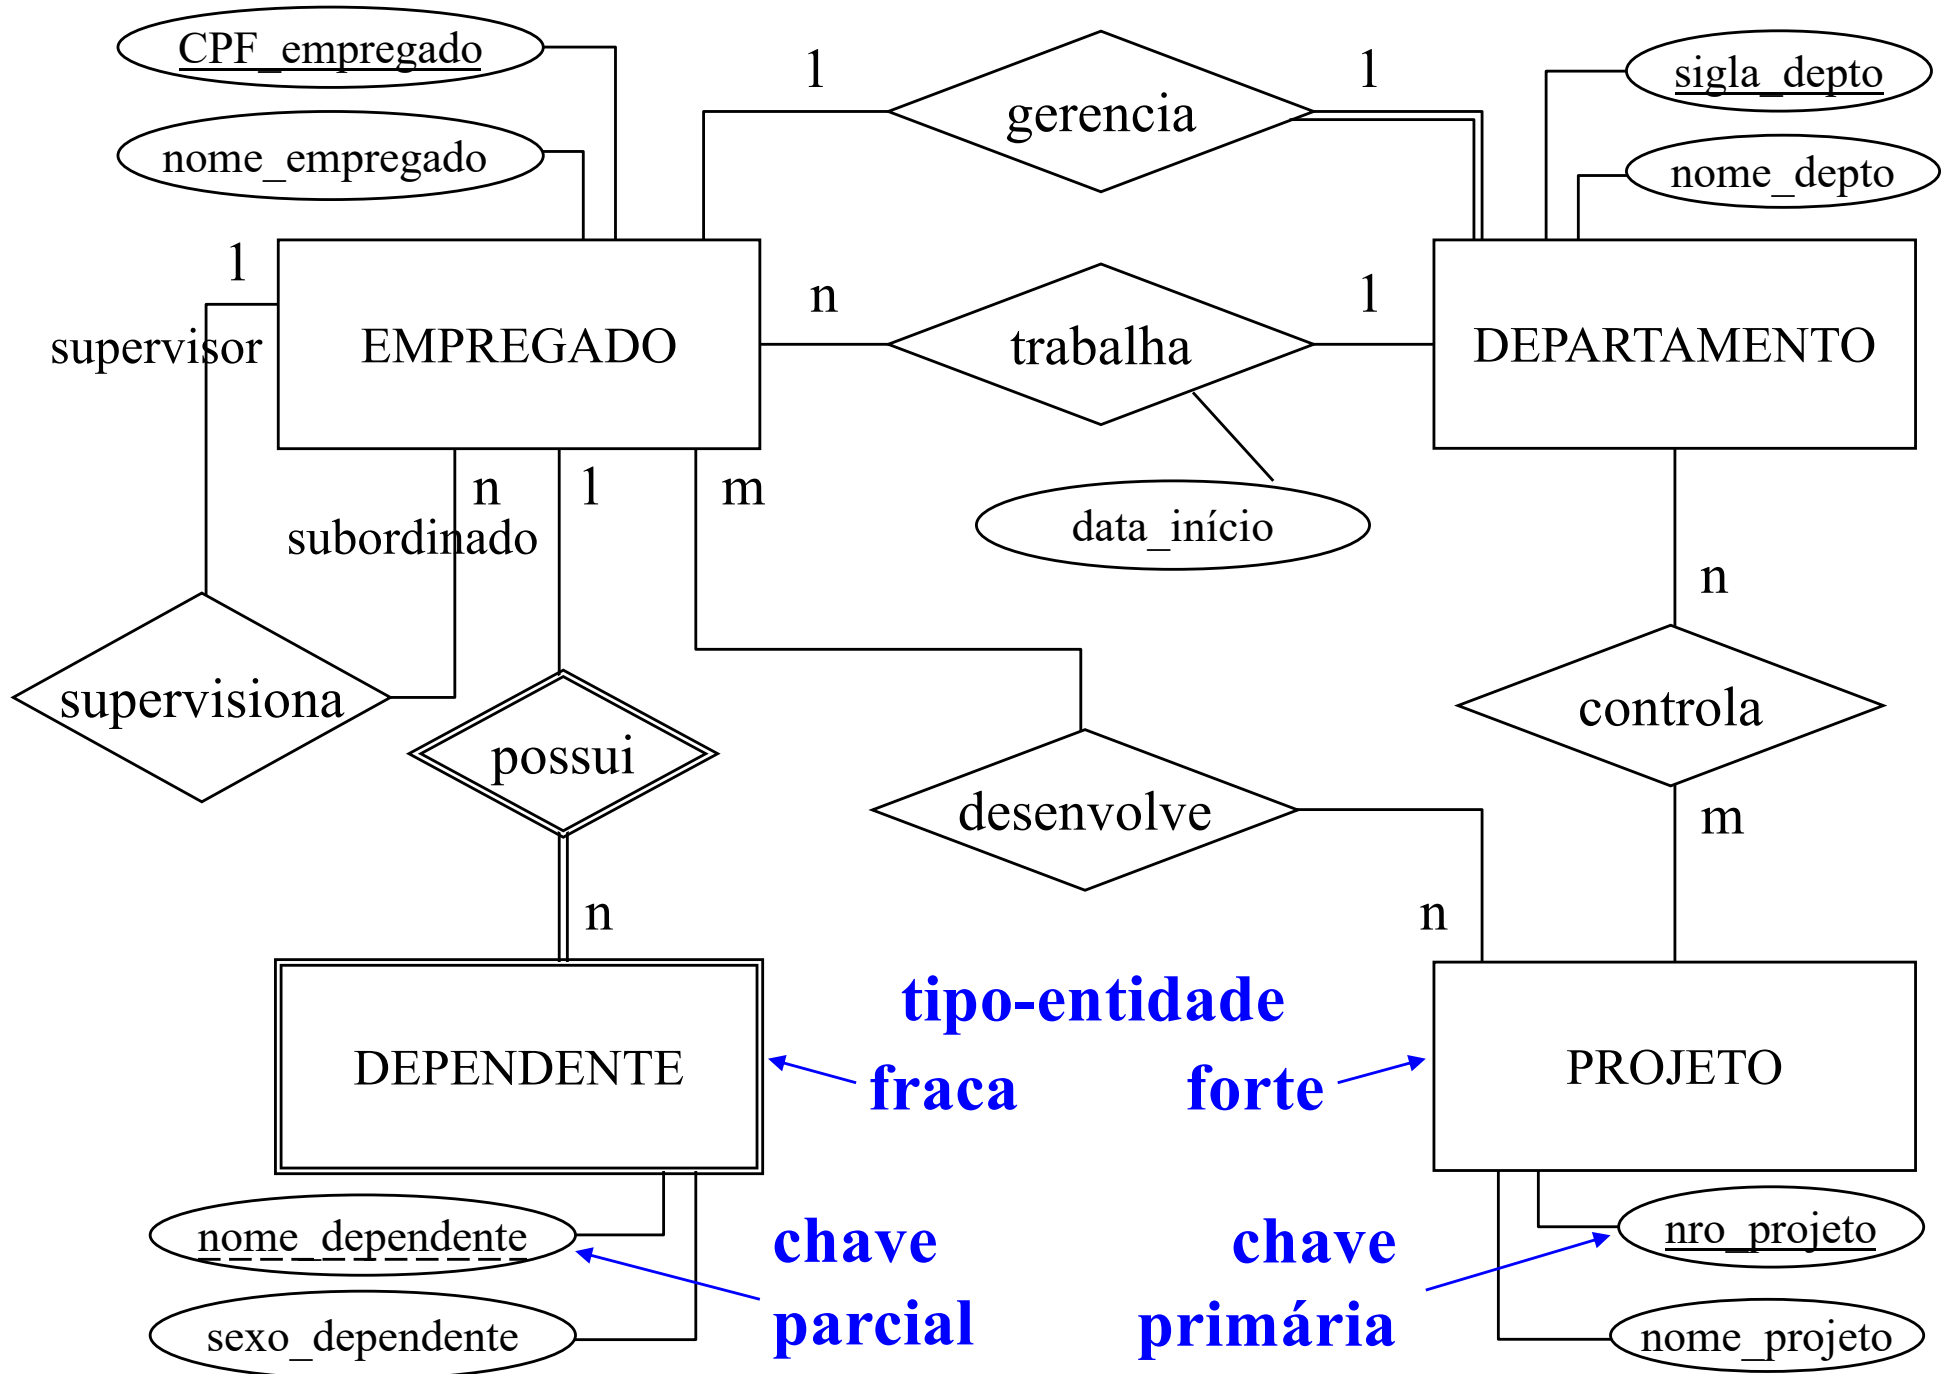 CPF_empregado
nome_empregado
1
gerencia
1
sigla_depto
nome_depto
1
supervisor
EMPREGADO
n
trabalha
1
DEPARTAMENTO
data_início
n
subordinado
1
m
n
supervisiona
possui
desenvolve
controla
m
n
n
DEPENDENTE
tipo-entidade
fraca
forte
PROJETO
nome_dependente
sexo_dependente
chave
parcial
chave
primária
nro_projeto
nome_projeto